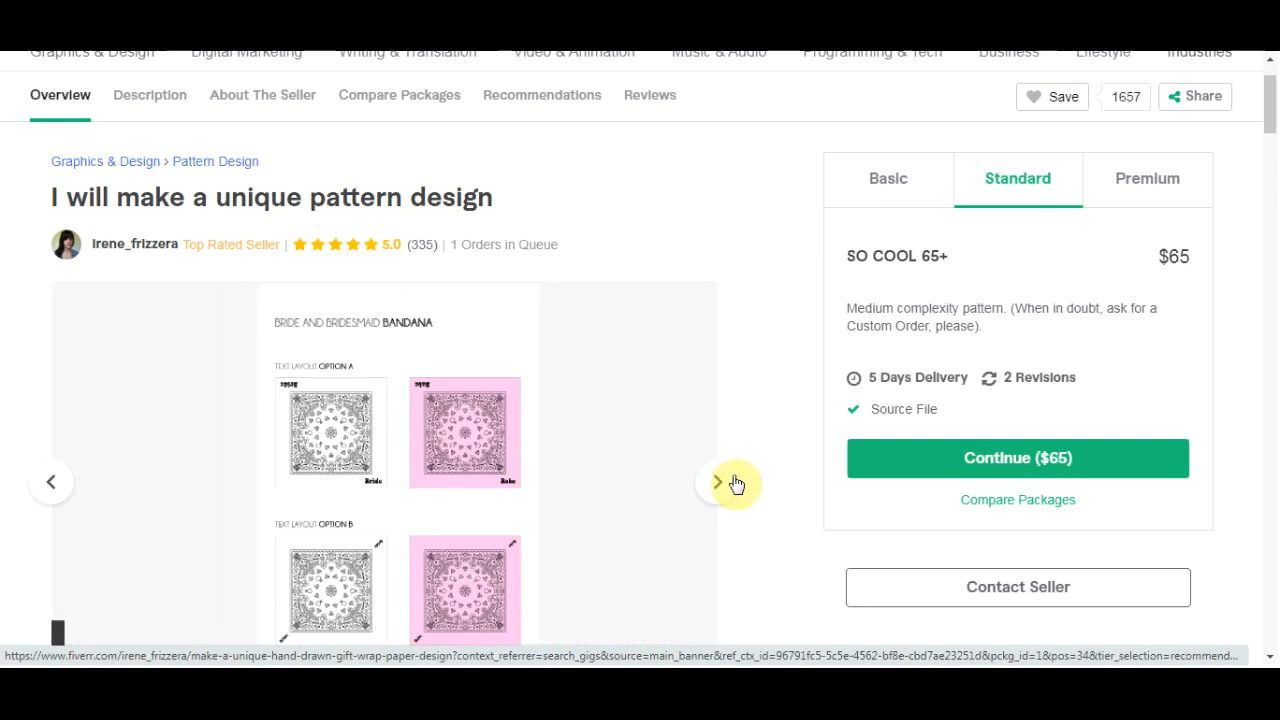 Graphics & Design Digital Marketing Writing & Translation Video & Animation Music & Audio Programming & Tech Business Lifestyle Industries
Overview Description About The Seller Compare Packages Recommendations Reviews Save 1657 Share
Graphics & Design › Pattern Design
I will make a unique pattern design
irene_frizzera Top Rated Seller | 5.0 (335) | 1 Orders in Queue
BRIDE AND BRIDESMAID BANDANA
TEXT LAYOUT OPTION A
Bride Babe
Bride Babe
TEXT LAYOUT OPTION B
Basic Standard Premium
SO COOL 65+ $65
Medium complexity pattern. (When in doubt, ask for a
Custom Order, please).
5 Days Delivery 2 Revisions
Source File
Continue ($65)
Compare Packages
Contact Seller
https://www.fiverr.com/irene_frizzera/make-a-unique-hand-drawn-gift-wrap-paper-design?context_referrer=search_gigs&source=main_banner&ref_ctx_id=96791fc5-5c5e-4562-bf8e-cbd7ae23251d&pckg_id=1&pos=34&tier_selection=recommend...